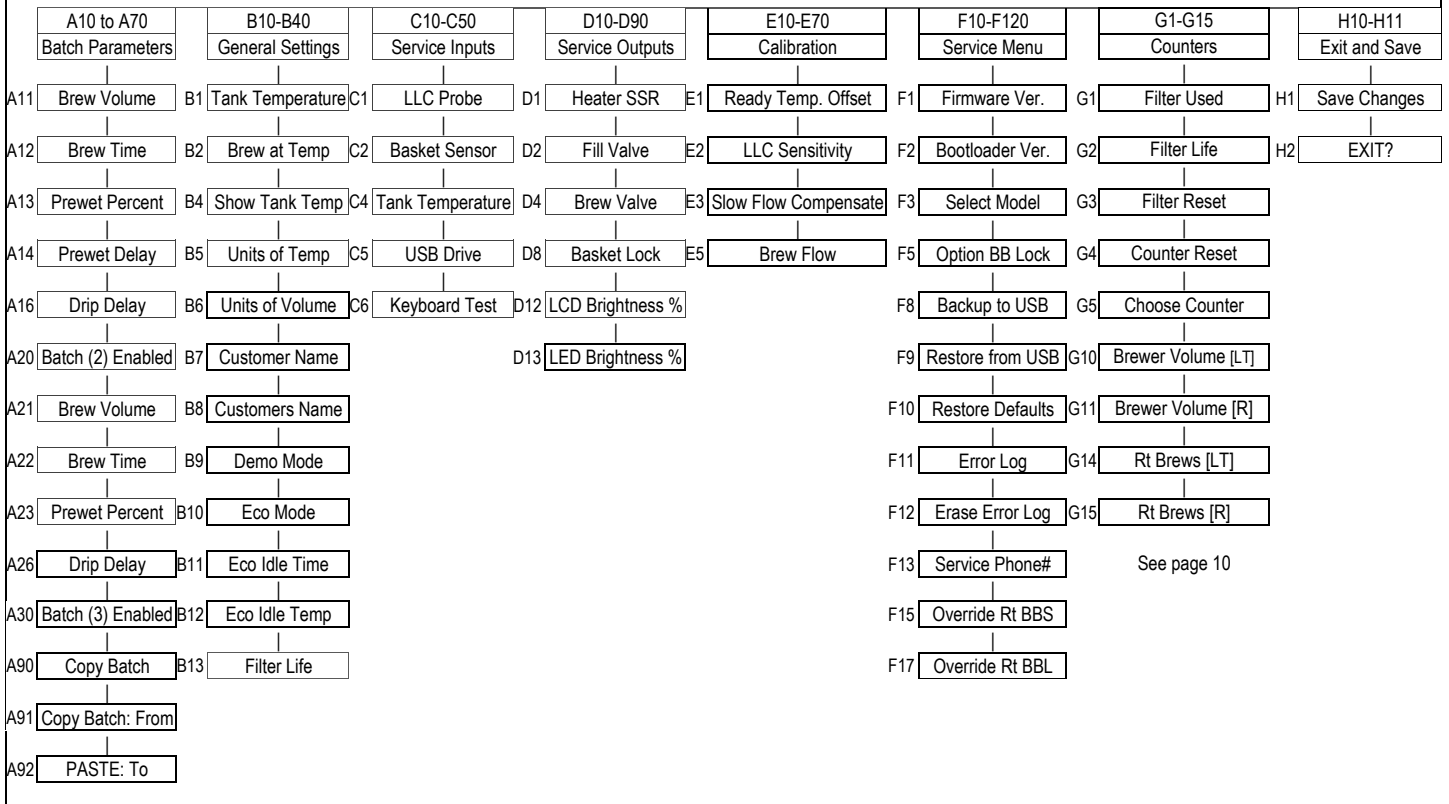 A10 to A70 B10-B40 C10-C50 D10-D90 E10-E70 F10-F120 G1-G15 H10-H11
Batch Parameters General Settings Service Inputs Service Outputs Calibration Service Menu Counters Exit and Save
A11 Brew Volume B1 Tank Temperature C1 LLC Probe D1 Heater SSR E1 Ready Temp. Offset F1 Firmware Ver. G1 Filter Used H1 Save Changes
A12 Brew Time B2 Brew at Temp C2 Basket Sensor D2 Fill Valve E2 LLC Sensitivity F2 Bootloader Ver. G2 Filter Life H2 EXIT?
A13 Prewet Percent B4 Show Tank Temp C4 Tank Temperature D4 Brew Valve E3 Slow Flow Compensate F3 Select Model G3 Filter Reset
A14 Prewet Delay B5 Units of Temp C5 USB Drive D8 Basket Lock E5 Brew Flow F5 Option BB Lock G4 Counter Reset
A16 Drip Delay B6 Units of Volume C6 Keyboard Test D12 LCD Brightness % F8 Backup to USB G5 Choose Counter
A20 Batch (2) Enabled B7 Customer Name D13 LED Brightness % F9 Restore from USB G10 Brewer Volume [LT]
A21 Brew Volume B8 Customers Name F10 Restore Defaults G11 Brewer Volume [R]
A22 Brew Time B9 Demo Mode F11 Error Log G14 Rt Brews [LT]
A23 Prewet Percent B10 Eco Mode F12 Erase Error Log G15 Rt Brews [R]
A26 Drip Delay B11 Eco Idle Time F13 Service Phone# See page 10
A30 Batch (3) Enabled B12 Eco Idle Temp F15 Override Rt BBS
A90 Copy Batch B13 Filter Life F17 Override Rt BBL
A91 Copy Batch: From
A92 PASTE: To